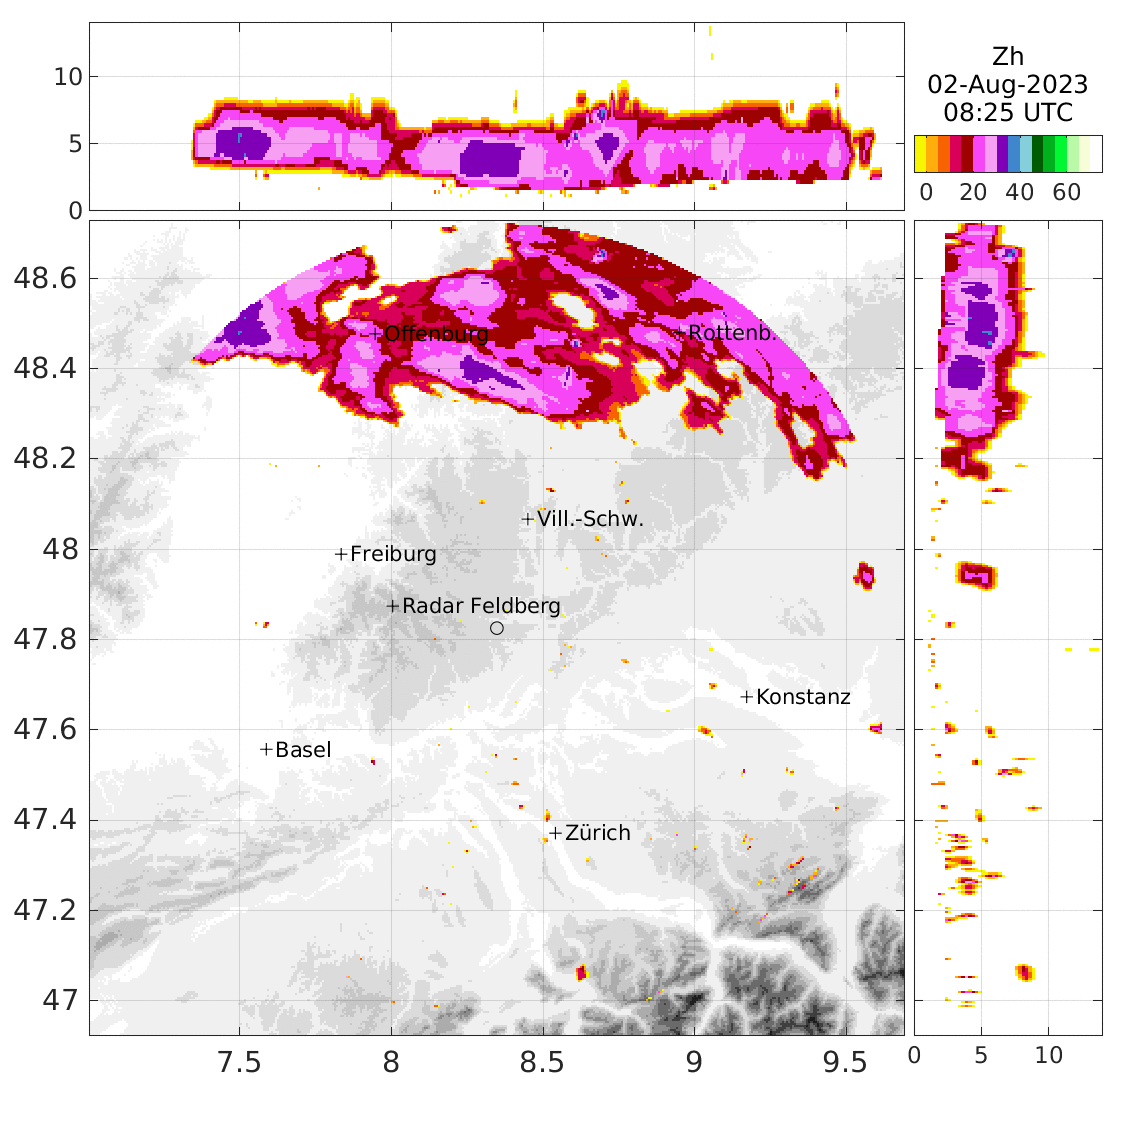 Zh
02-Aug-2023
08:25 UTC
0 20 40 60
10
5
0
48.6
48.4
48.2
48
47.8
47.6
47.4
47.2
47
Offenburg
Rottenb.
Vill.-Schw.
Freiburg
Radar Feldberg
Konstanz
Basel
Zürich
7.5 8 8.5 9 9.5
0 5 10